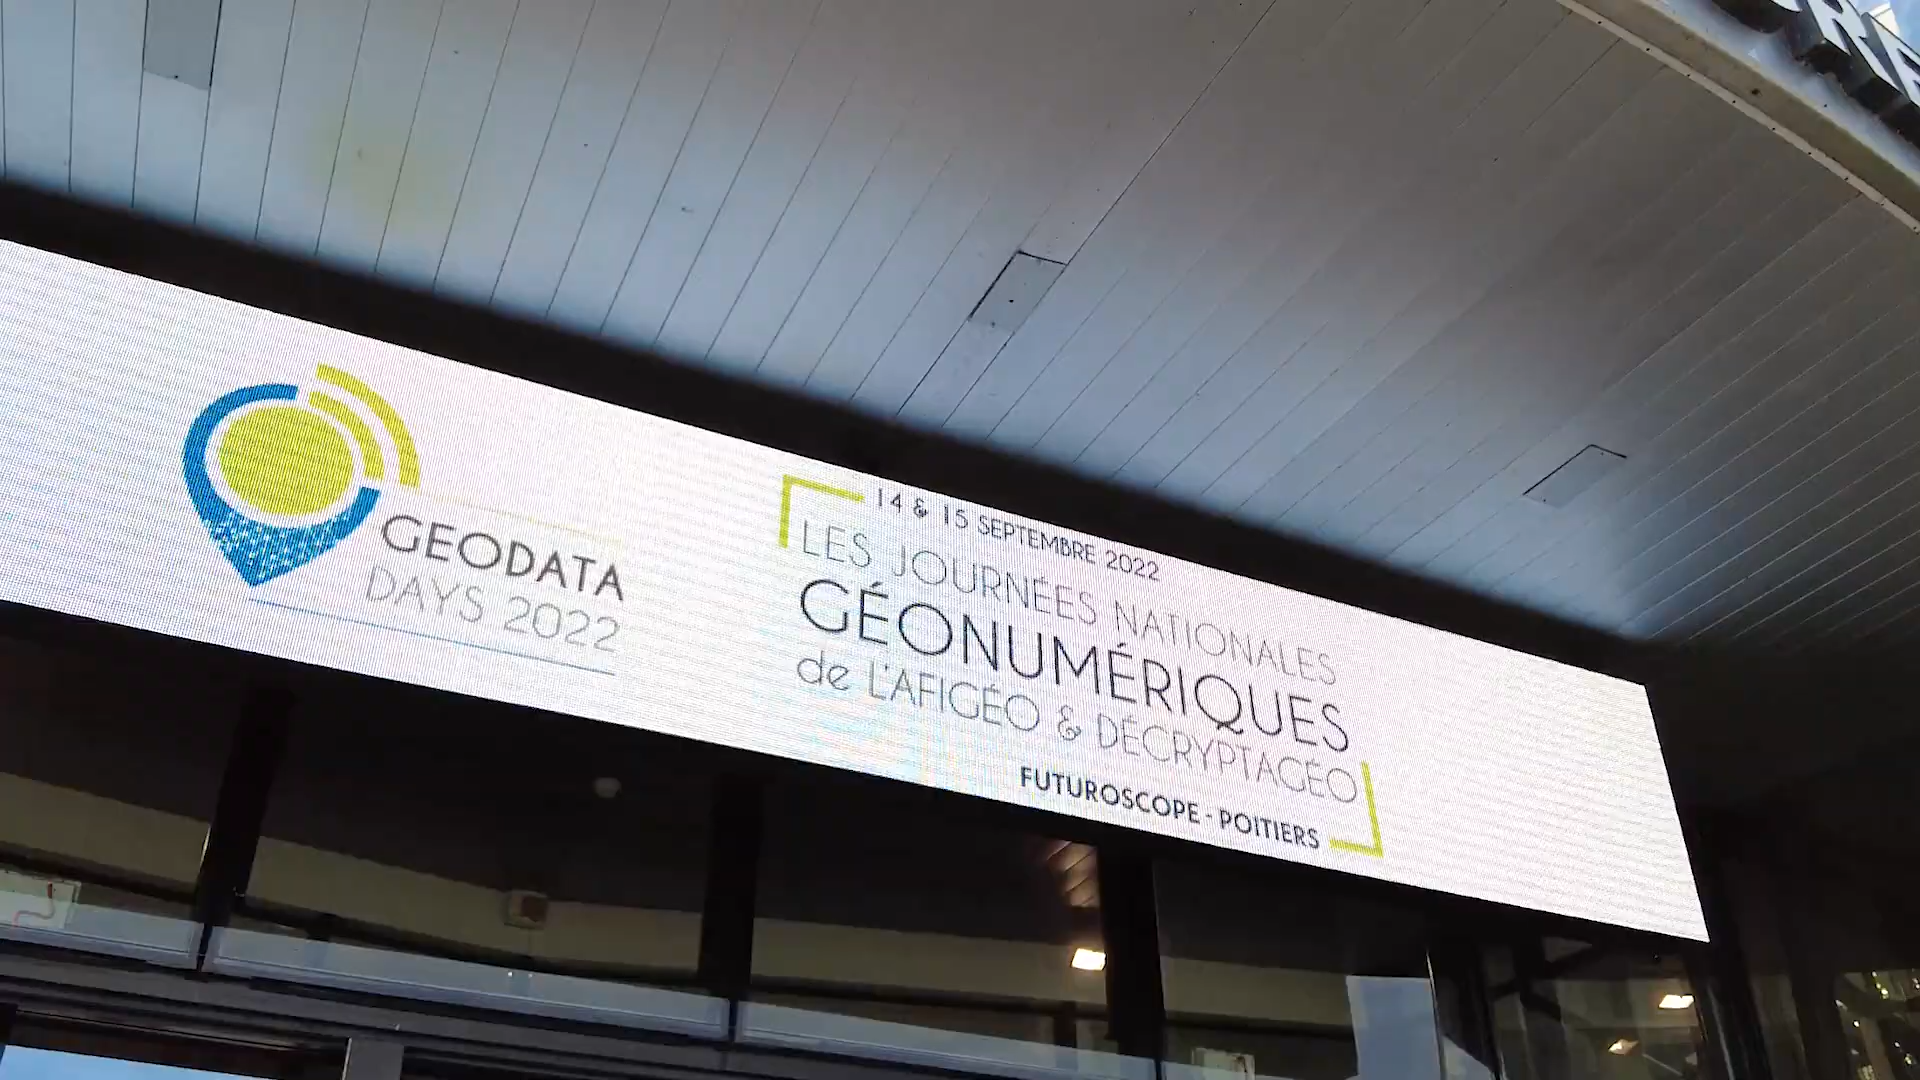 GEODATA
DAYS 2022
14 & 15 SEPTEMBRE 2022
LES JOURNÉES NATIONALES
GÉONUMÉRIQUES
de L'AFIGÉO & DÉCRYPTAGÉO
FUTUROSCOPE - POITIERS